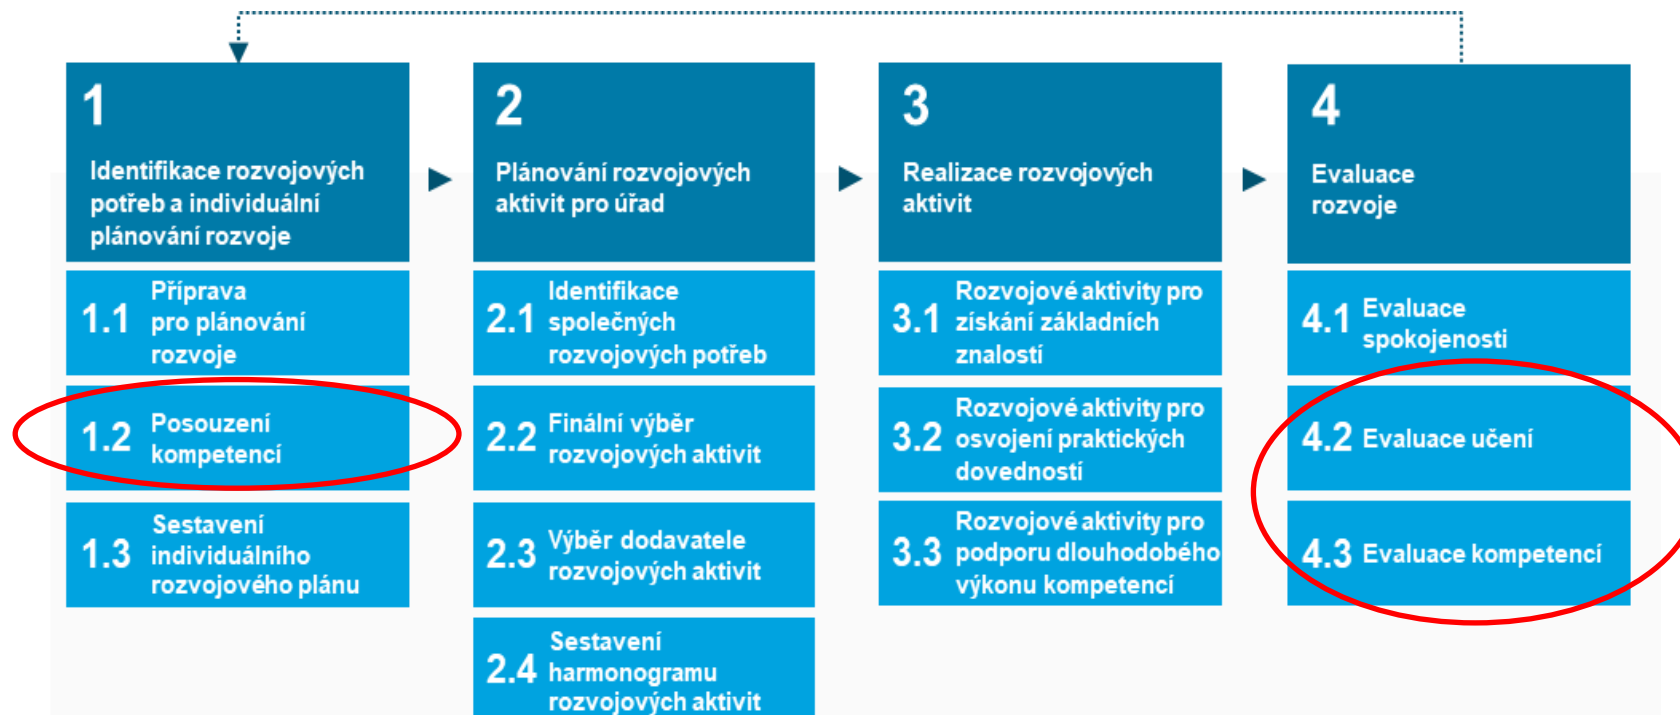 1
Identifikace rozvojových
potřeb a individuální
plánování rozvoje
1.1
Příprava
pro plánování
rozvoje
1.2
Posouzení
kompetencí
1.3
Sestavení
individuálního
rozvojového plánu
2
Plánování rozvojových
aktivit pro úřad
2.1
Identifikace
společných
rozvojových potřeb
2.2
Finální výběr
rozvojových aktivit
2.3
Výběr dodavatele
rozvojových aktivit
2.4
Sestavení
harmonogramu
rozvojových aktivit
3
Realizace rozvojových
aktivit
3.1
Rozvojové aktivity pro
získání základních
znalostí
3.2
Rozvojové aktivity pro
osvojení praktických
dovedností
3.3
Rozvojové aktivity pro
podporu dlouhodobého
výkonu kompetencí
4
Evaluace
rozvoje
4.1
Evaluace
spokojenosti
4.2 Evaluace učení
4.3 Evaluace kompetencí